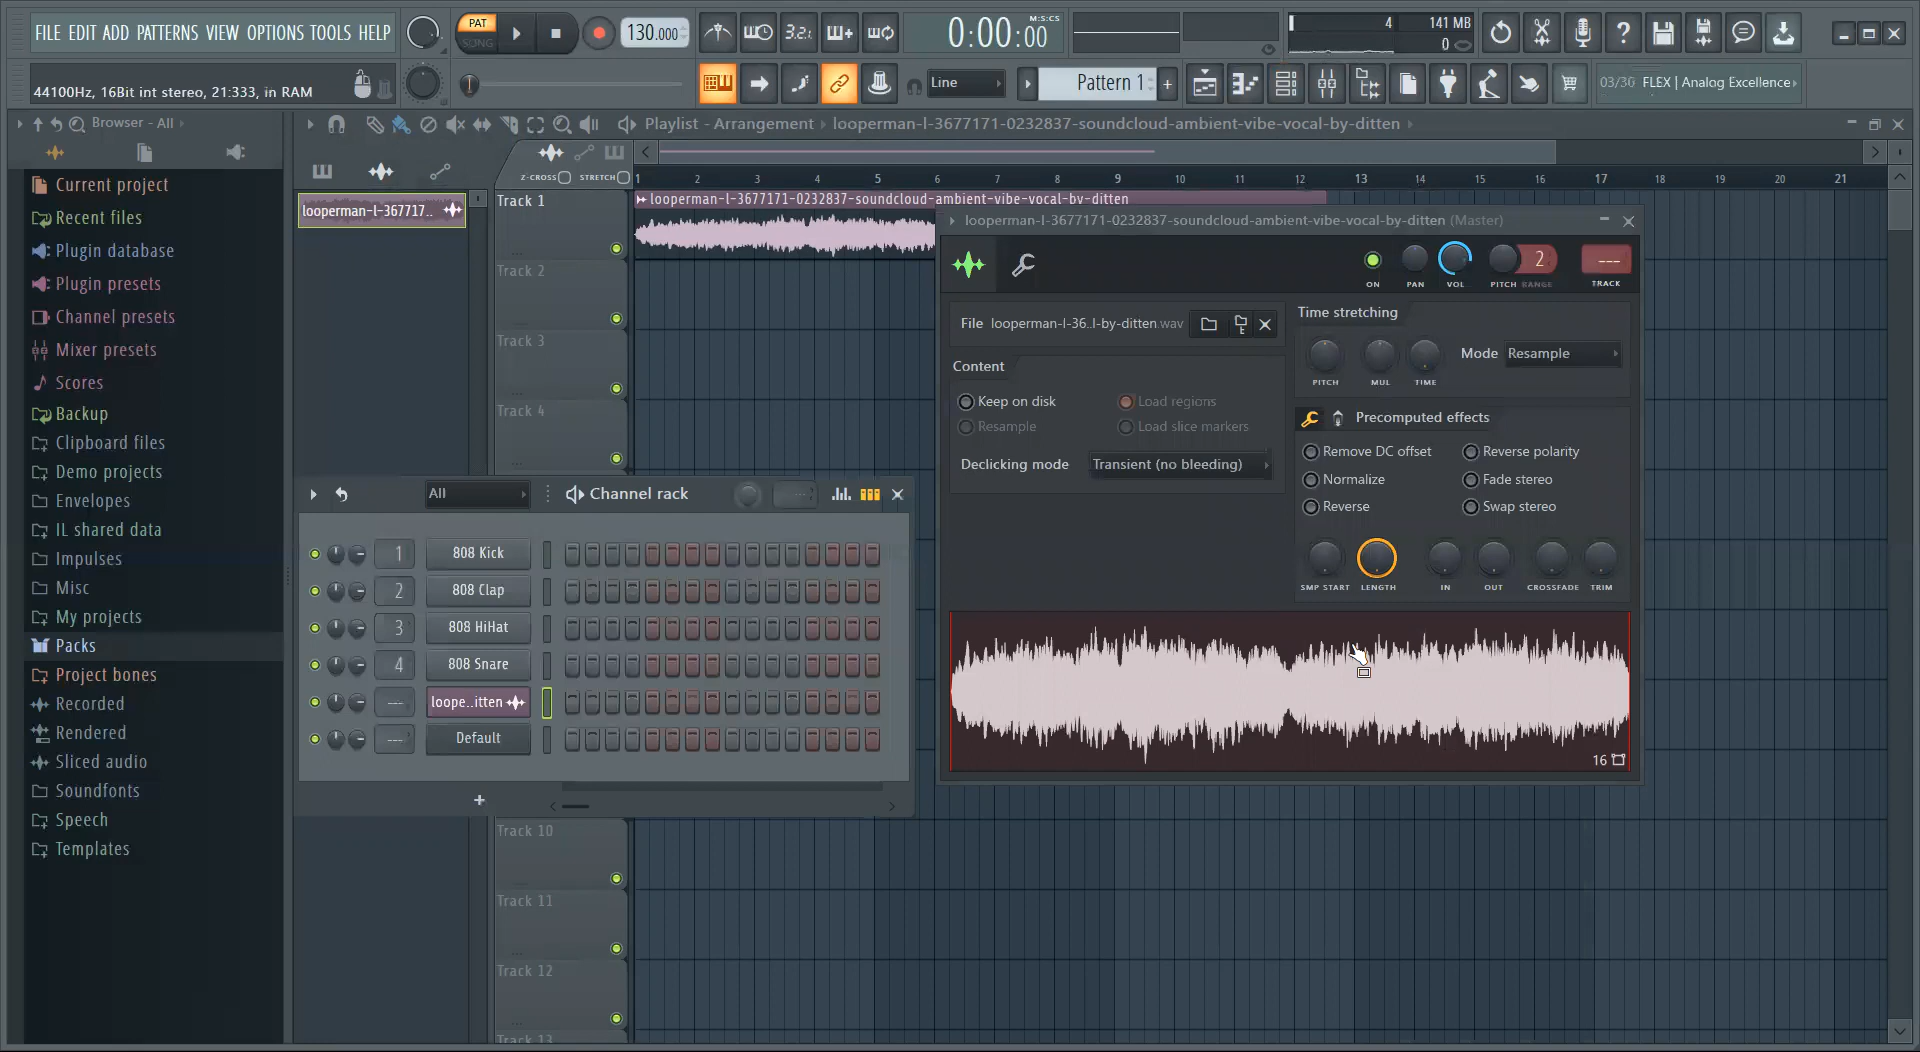 FILE EDIT ADD PATTERNS VIEW OPTIONS TOOLS HELP
PAT
SONG
130.000
3.2.
0:00:00
M:S:CS
4
141 MB
0
44100Hz, 16Bit int stereo, 21:333, in RAM
Line
Pattern 1
+
03/30 FLEX | Analog Excellence
Browser - All
Playlist - Arrangement
looperman-l-3677171-0232837-soundcloud-ambient-vibe-vocal-by-ditten
Current project
Recent files
Plugin database
Plugin presets
Channel presets
Mixer presets
Scores
Backup
Clipboard files
Demo projects
Envelopes
IL shared data
Impulses
Misc
My projects
Packs
Project bones
Recorded
Rendered
Sliced audio
Soundfonts
Speech
Templates
looperman-l-367717..
Z-CROSS
STRETCH
1 2 3 4 5 6 7 8 9 10 11 12 13 14 15 16 17 18 19 20 21
Track 1
looperman-l-3677171-0232837-soundcloud-ambient-vibe-vocal-by-ditten
Track 2
Track 3
Track 4
Track 10
Track 11
Track 12
Track 13
looperman-l-3677171-0232837-soundcloud-ambient-vibe-vocal-by-ditten (Master)
2
---
ON
PAN
VOL
PITCH RANGE
TRACK
File looperman-l-36..l-by-ditten.wav
Content
Keep on disk
Load regions
Resample
Load slice markers
Declicking mode Transient (no bleeding)
Time stretching
Mode Resample
PITCH
MUL
TIME
Precomputed effects
Remove DC offset
Reverse polarity
Normalize
Fade stereo
Reverse
Swap stereo
SMP START
LENGTH
IN
OUT
CROSSFADE
TRIM
16
All
Channel rack
---
1 808 Kick
2 808 Clap
3 808 HiHat
4 808 Snare
--- loope..itten
--- Default
+